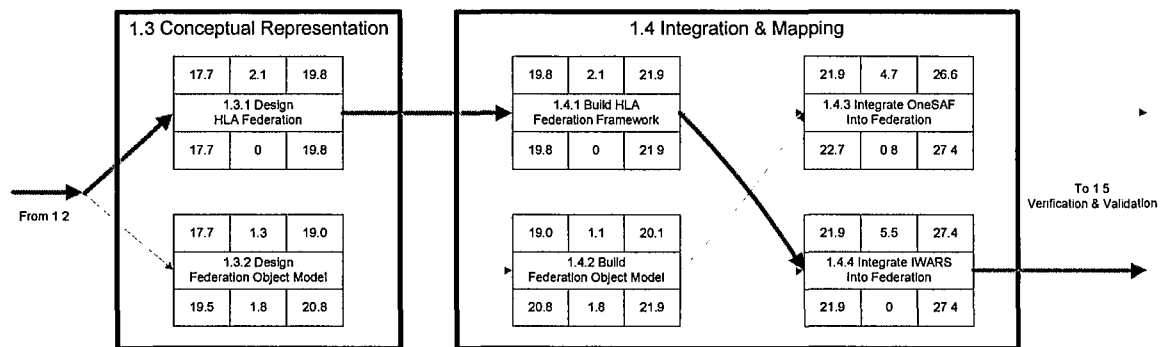 1.3 Conceptual Representation
17.7 2.1 19.8
1.3.1 Design
HLA Federation
17.7 0 19.8
From 1 2
17.7 1.3 19.0
1.3.2 Design
Federation Object Model
19.5 1.8 20.8
1.4 Integration & Mapping
19.8 2.1 21.9
1.4.1 Build HLA
Federation Framework
19.8 0 21.9
19.0 1.1 20.1
1.4.2 Build
Federation Object Model
20.8 1.8 21.9
21.9 4.7 26.6
1.4.3 Integrate OneSAF
Into Federation
22.7 0 8 27 4
21.9 5.5 27.4
1.4.4 Integrate IWARS
Into Federation
21.9 0 27 4
To 1 5
Verification & Validation